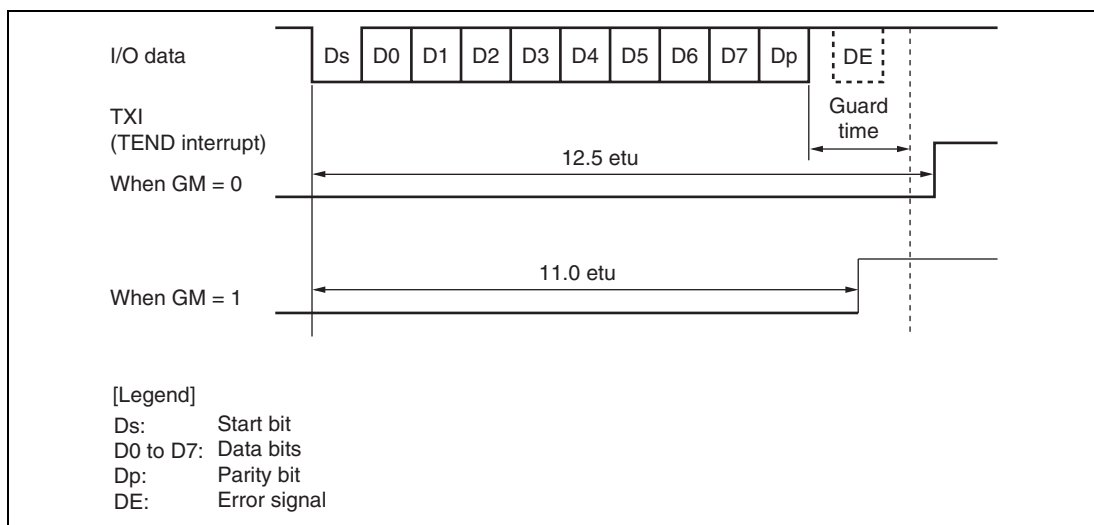 I/O data
Ds D0 D1 D2 D3 D4 D5 D6 D7 Dp DE
TXI
(TEND interrupt)
Guard
time
12.5 etu
When GM = 0
11.0 etu
When GM = 1
[Legend]
Ds: Start bit
D0 to D7: Data bits
Dp: Parity bit
DE: Error signal